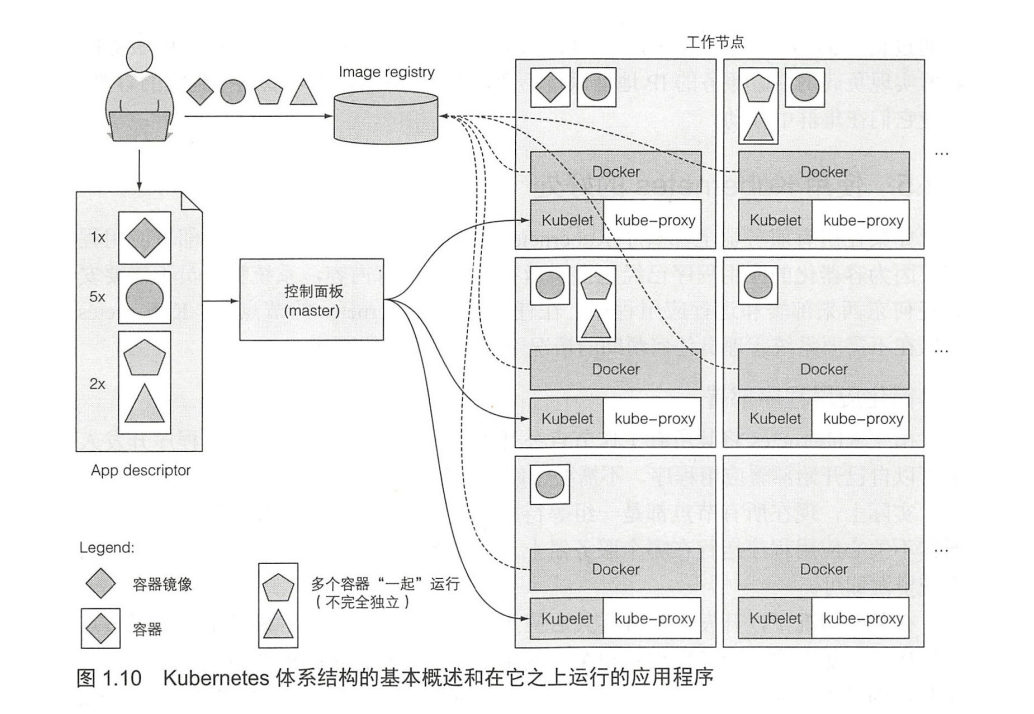 工作节点
Image registry
Docker
Docker
...
Kubelet
kube-proxy
Kubelet
kube-proxy
1x
5x
2x
App descriptor
控制面板
(master)
Docker
Docker
...
Kubelet
kube-proxy
Kubelet
kube-proxy
Docker
Docker
...
Kubelet
kube-proxy
Kubelet
kube-proxy
Legend:
容器镜像
容器
多个容器“一起”运行
（不完全独立）
图 1.10 Kubernetes 体系结构的基本概述和在它之上运行的应用程序